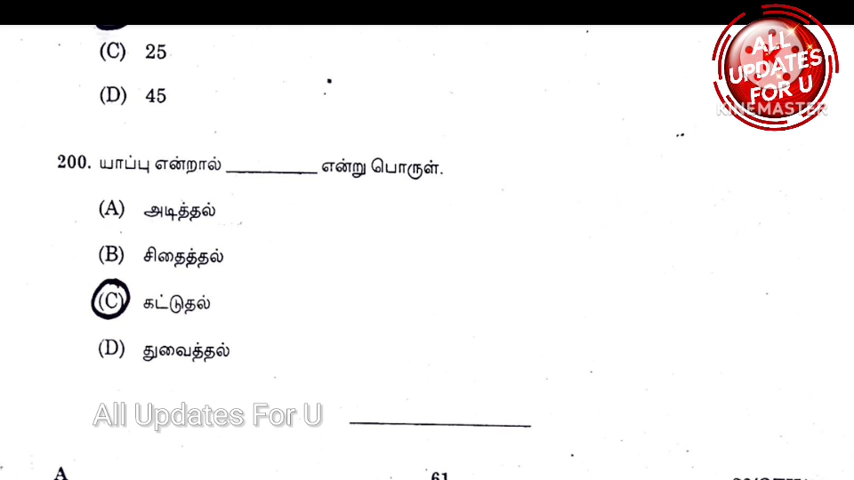 (C) 25
(D) 45
ALL
UPDATES
FOR U
KINEMASTER
200. யாப்பு என்றால் __________ என்று பொருள்.
(A) அடித்தல்
(B) சிதைத்தல்
(C) கட்டுதல்
(D) துவைத்தல்
All Updates For U
A 61